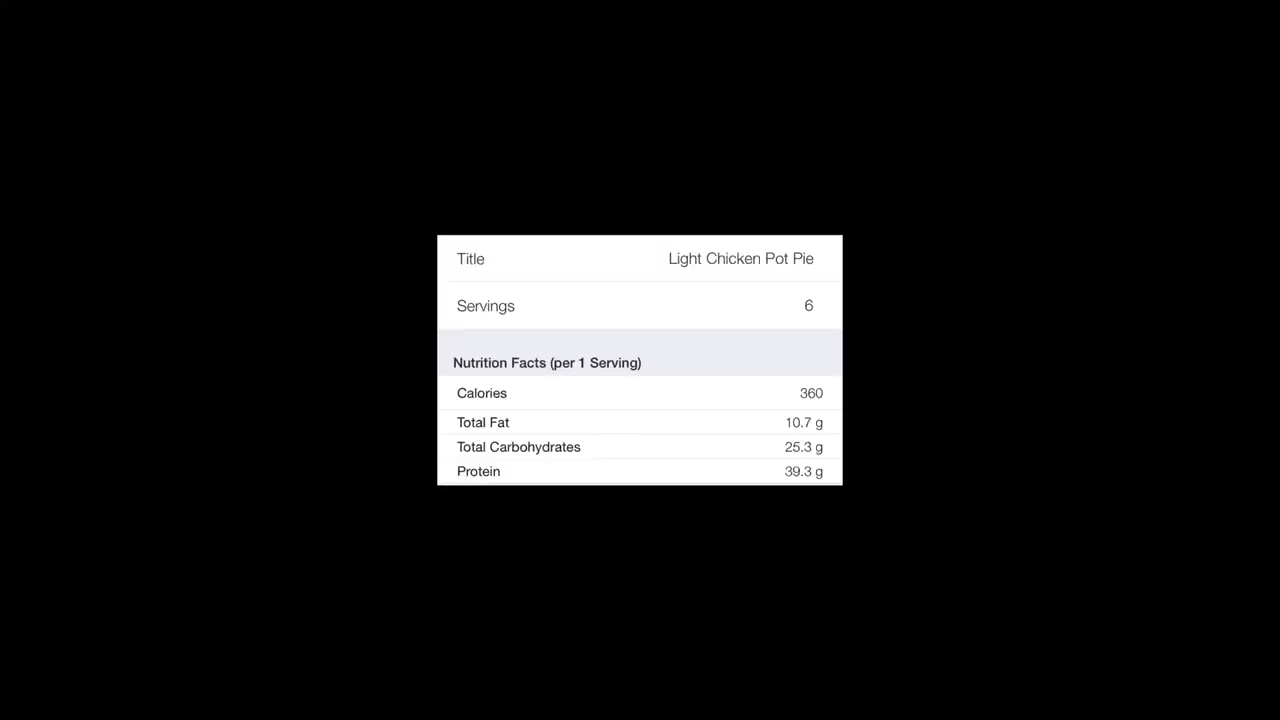 Title Light Chicken Pot Pie
Servings 6
Nutrition Facts (per 1 Serving)
Calories 360
Total Fat 10.7 g
Total Carbohydrates 25.3 g
Protein 39.3 g